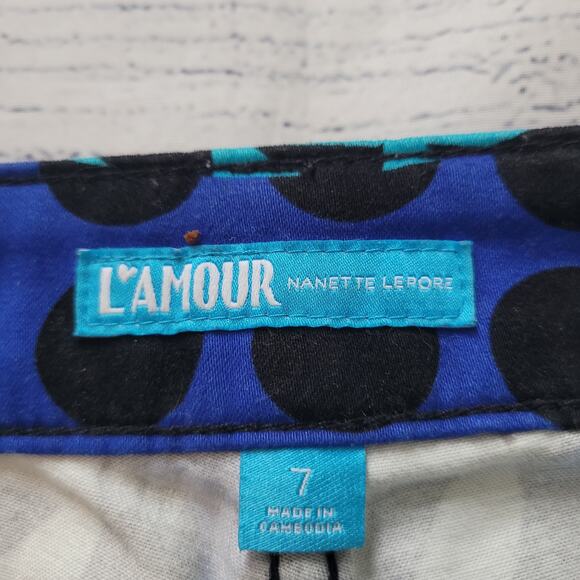 L'AMOUR NANETTE LEPORE
7
MADE IN
CAMBODIA